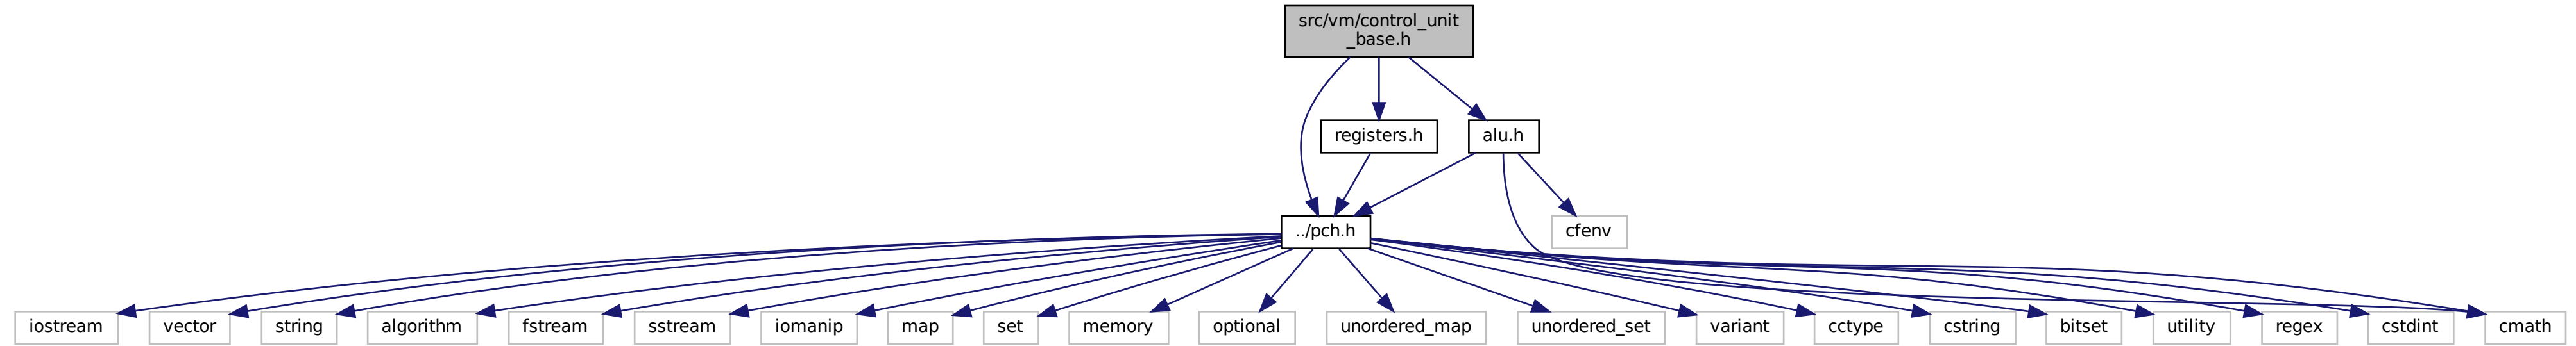 src/vm/control_unit
_base.h
registers.h
alu.h
../pch.h
cfenv
iostream
vector
string
algorithm
fstream
sstream
iomanip
map
set
memory
optional
unordered_map
unordered_set
variant
cctype
cstring
bitset
utility
regex
cstdint
cmath